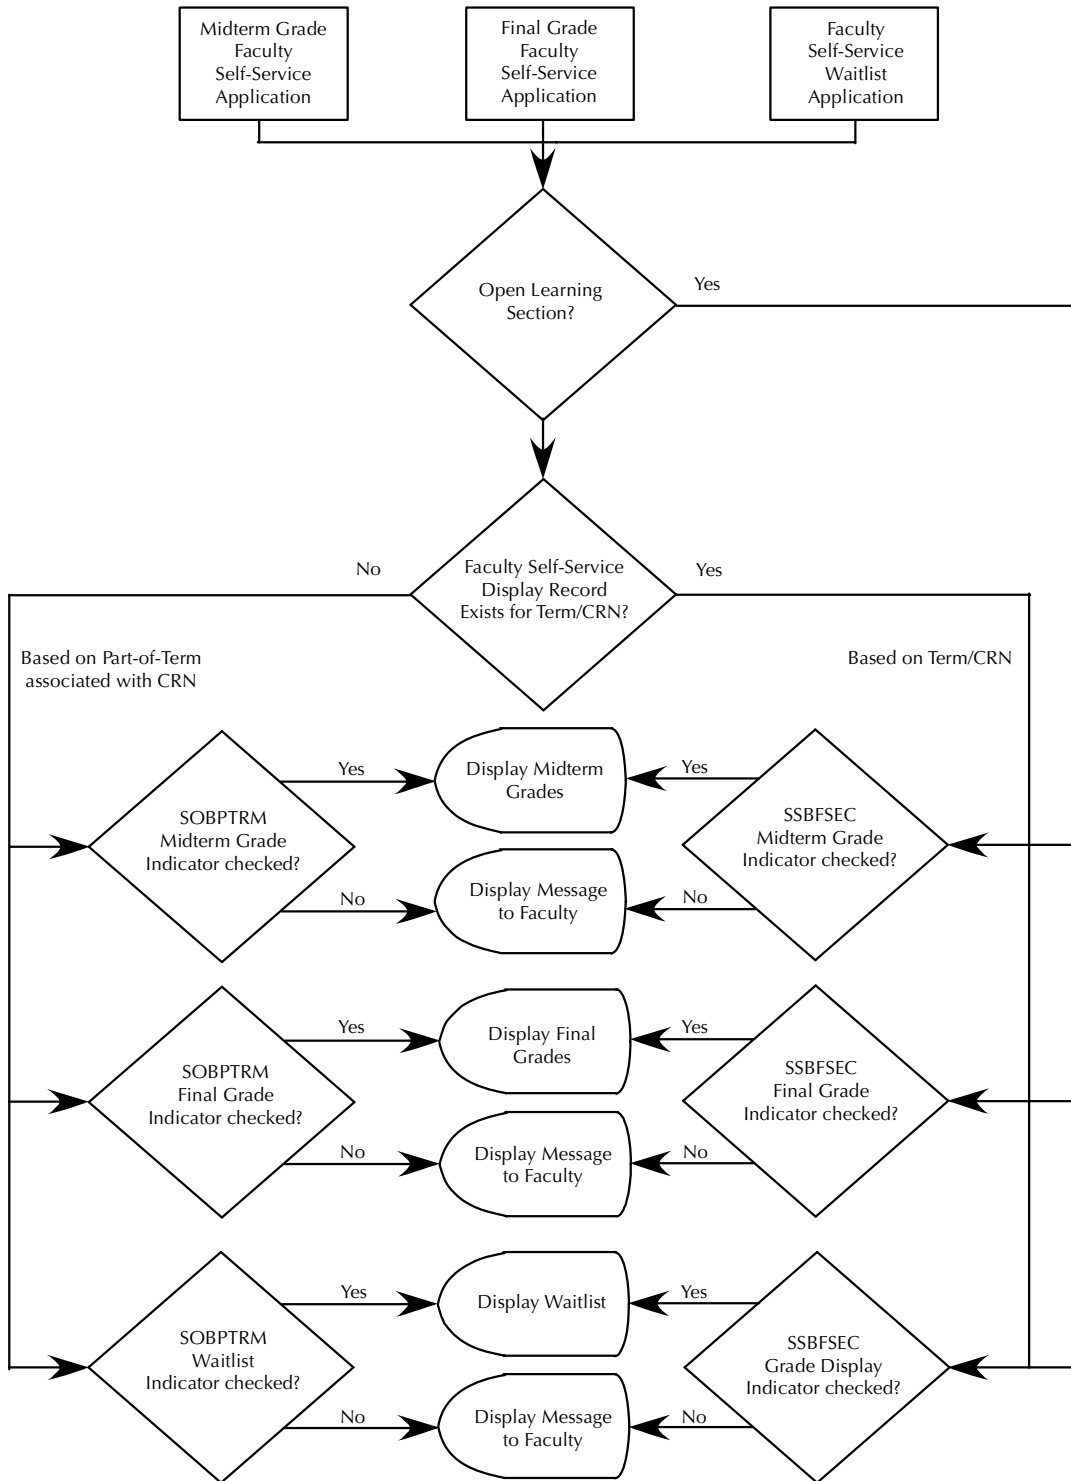 Midterm Grade
Faculty
Self-Service
Application
Final Grade
Faculty
Self-Service
Application
Faculty
Self-Service
Waitlist
Application
Open Learning
Section?
Yes
No
Faculty Self-Service
Display Record
Exists for Term/CRN?
Yes
Based on Part-of-Term
associated with CRN
Based on Term/CRN
SOBPTRM
Midterm Grade
Indicator checked?
Yes
No
Display Midterm
Grades
Display Message
to Faculty
Yes
No
SSBFSEC
Midterm Grade
Indicator checked?
SOBPTRM
Final Grade
Indicator checked?
Yes
No
Display Final
Grades
Display Message
to Faculty
Yes
No
SSBFSEC
Final Grade
Indicator checked?
SOBPTRM
Waitlist
Indicator checked?
Yes
No
Display Waitlist
Display Message
to Faculty
Yes
No
SSBFSEC
Grade Display
Indicator checked?